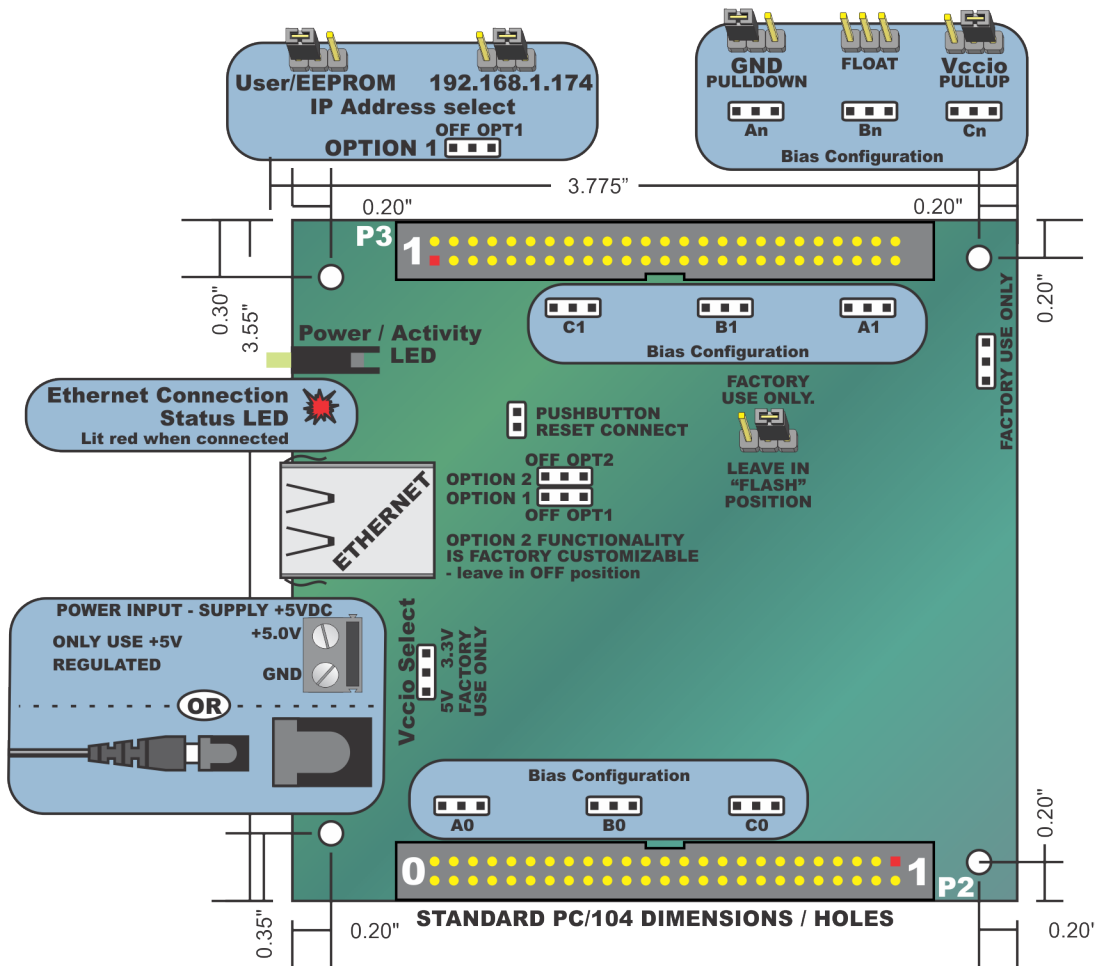 User/EEPROM 192.168.1.174
IP Address select
OFF OPT1
OPTION 1
GND
PULLDOWN
FLOAT
Vccio
PULLUP
An
Bn
Cn
Bias Configuration
3.775”
0.20"
0.20"
P3
1
0.30"
3.55"
0.20"
C1
B1
A1
Bias Configuration
Power / Activity
LED
FACTORY USE ONLY
Ethernet Connection
Status LED
Lit red when connected
PUSHBUTTON
RESET CONNECT
FACTORY
USE ONLY.
LEAVE IN
“FLASH”
POSITION
OFF OPT2
OPTION 2
OPTION 1
OFF OPT1
ETHERNET
OPTION 2 FUNCTIONALITY
IS FACTORY CUSTOMIZABLE
- leave in OFF position
POWER INPUT - SUPPLY +5VDC
ONLY USE +5V
REGULATED
+5.0V
GND
OR
Vccio Select
5V 3.3V
FACTORY
USE ONLY
Bias Configuration
A0
B0
C0
0.20"
0
1
P2
STANDARD PC/104 DIMENSIONS / HOLES
0.35"
0.20"
0.20'